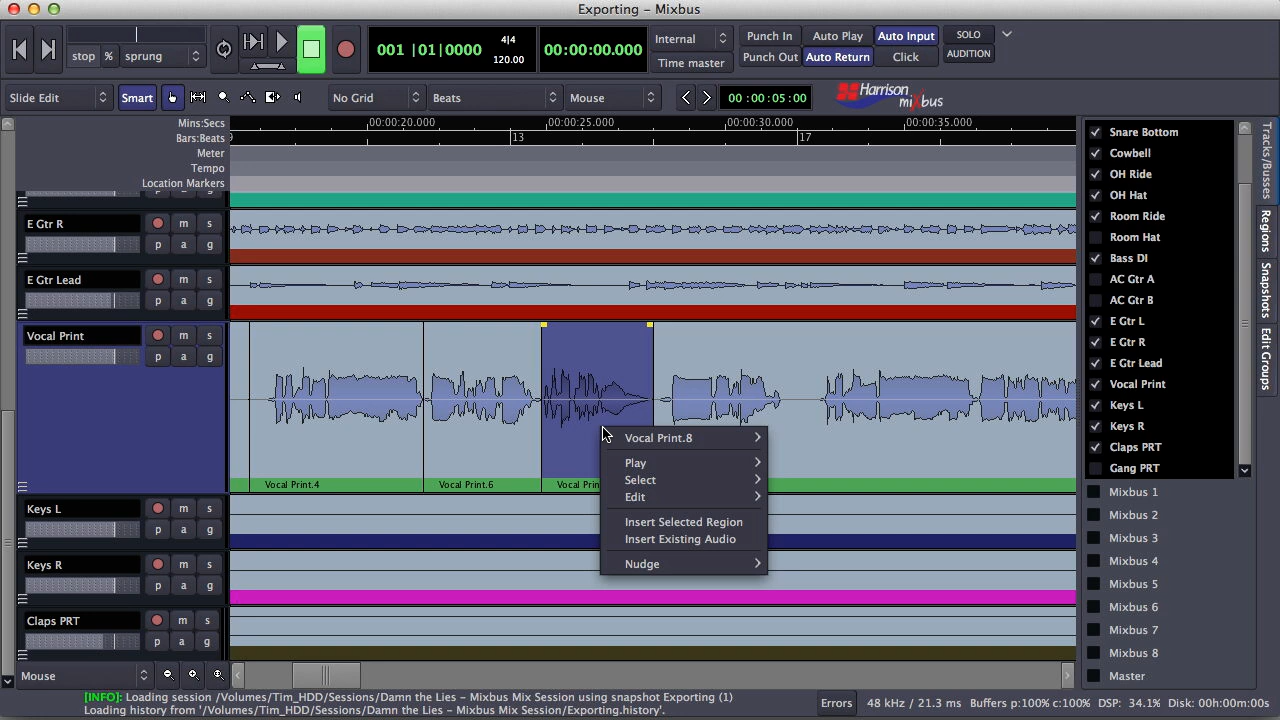 Exporting - Mixbus
stop % sprung
001 |01|0000
4|4
120.00
00:00:00.000
Internal
Time master
Punch In Auto Play Auto Input
Punch Out Auto Return Click
SOLO
AUDITION
Slide Edit Smart No Grid Beats Mouse 00 :00 :05 :00 Harrison mixbus
Mins:Secs 00:00:20.000 00:00:25.000 00:00:30.000 00:00:35.000
Bars:Beats 13 17
Meter
Tempo
Location Markers
p a g
E Gtr R m s
p a g
E Gtr Lead m s
p a g
Vocal Print m s
p a g
Vocal Print.4 Vocal Print.6 Vocal Prin
Vocal Print.8
Play
Select
Edit
Insert Selected Region
Insert Existing Audio
Nudge
Keys L m s
p a g
Keys R m s
p a g
Claps PRT m s
p a g
Snare Bottom
Cowbell
OH Ride
OH Hat
Room Ride
Room Hat
Bass DI
AC Gtr A
AC Gtr B
E Gtr L
E Gtr R
E Gtr Lead
Vocal Print
Keys L
Keys R
Claps PRT
Gang PRT
Mixbus 1
Mixbus 2
Mixbus 3
Mixbus 4
Mixbus 5
Mixbus 6
Mixbus 7
Mixbus 8
Master
Tracks/Busses
Regions
Snapshots
Edit Groups
Mouse
[INFO]: Loading session /Volumes/Tim_HDD/Sessions/Damn the Lies - Mixbus Mix Session using snapshot Exporting (1)
Loading history from '/Volumes/Tim_HDD/Sessions/Damn the Lies - Mixbus Mix Session/Exporting.history'.
Errors 48 kHz / 21.3 ms Buffers p:100% c:100% DSP: 34.1% Disk: 00h:00m:00s